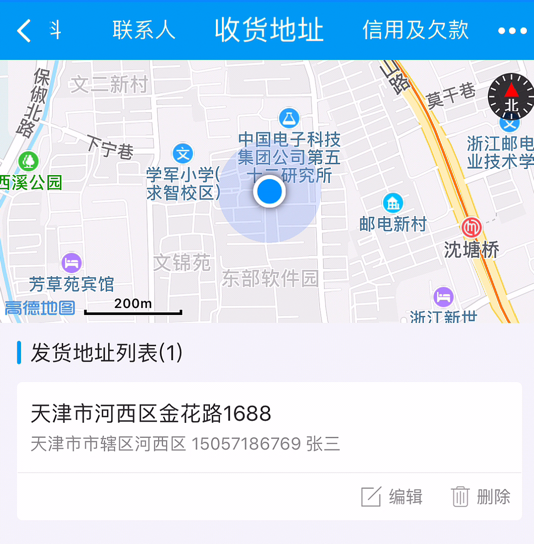 联系人
收货地址
信用及欠款
保俶北路
文二新村
山路
莫干巷
北
中国电子科技
集团公司第五
十二研究所
浙江邮电
业技术学
下宁巷
学军小学(
求智校区)
西溪公园
邮电新村
沈塘桥
文锦苑
东部软件园
芳草苑宾馆
高德地图
200m
浙江新世
发货地址列表(1)
天津市河西区金花路1688
天津市市辖区河西区 15057186769 张三
编辑
删除